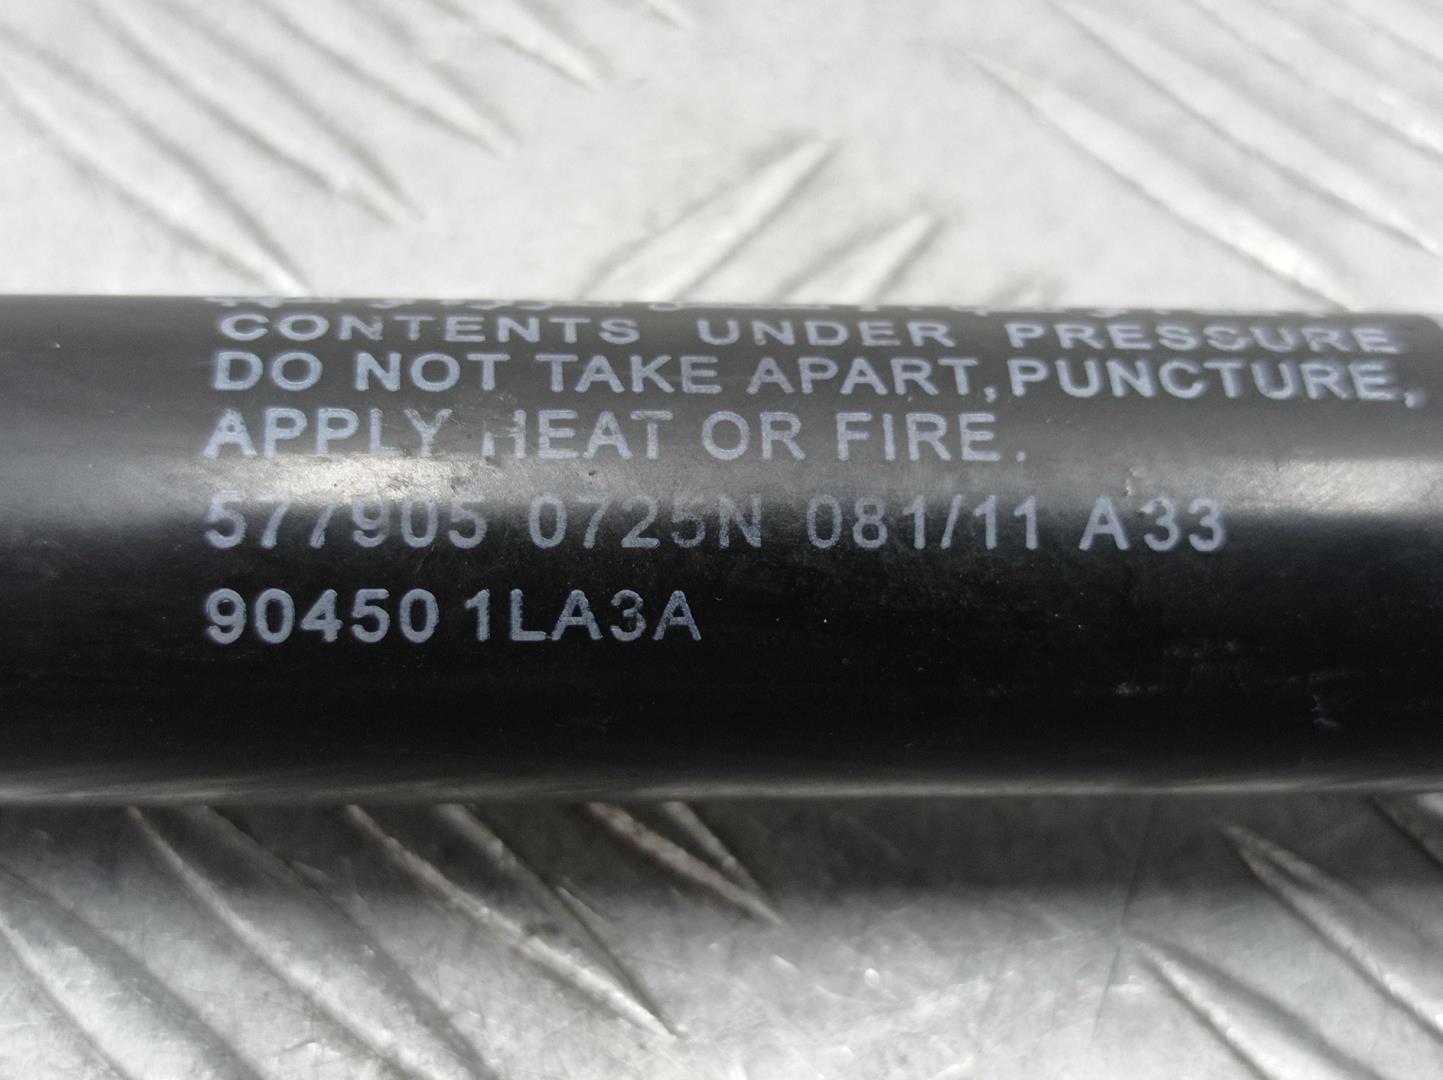 CONTENTS UNDER PRESSURE
DO NOT TAKE APART, PUNCTURE,
APPLY HEAT OR FIRE.
577905 0725N 081/11 A33
90450 1LA3A